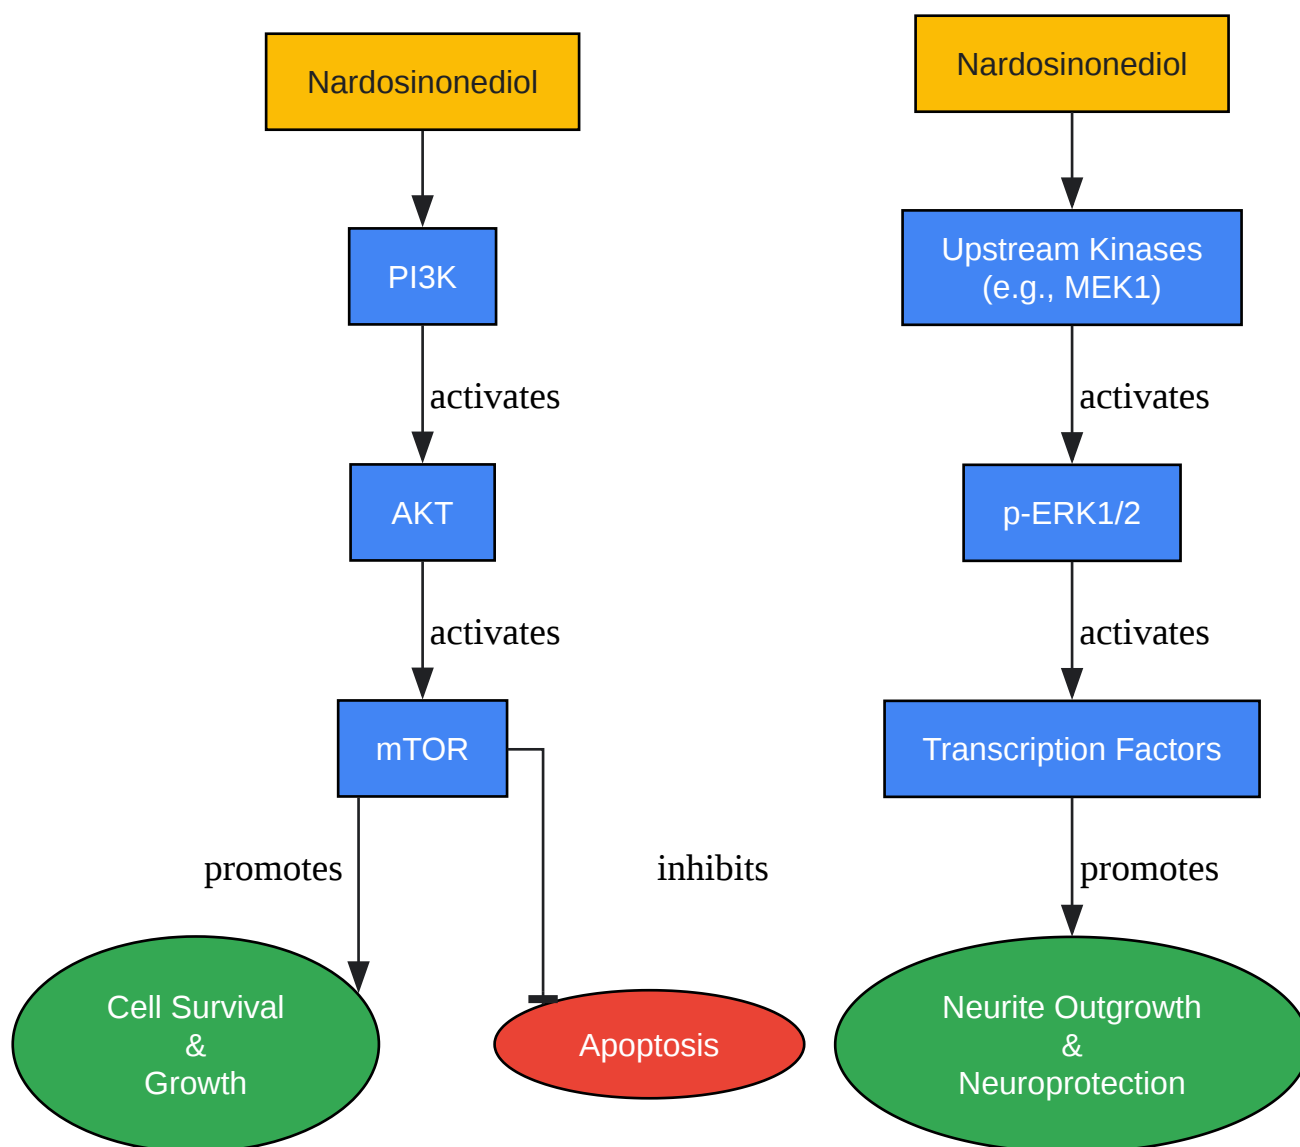 Nardosinonediol
PI3K
activates
AKT
activates
mTOR
promotes
inhibits
Cell Survival
&
Growth
Apoptosis
Nardosinonediol
Upstream Kinases
(e.g., MEK1)
activates
p-ERK1/2
activates
Transcription Factors
promotes
Neurite Outgrowth
&
Neuroprotection